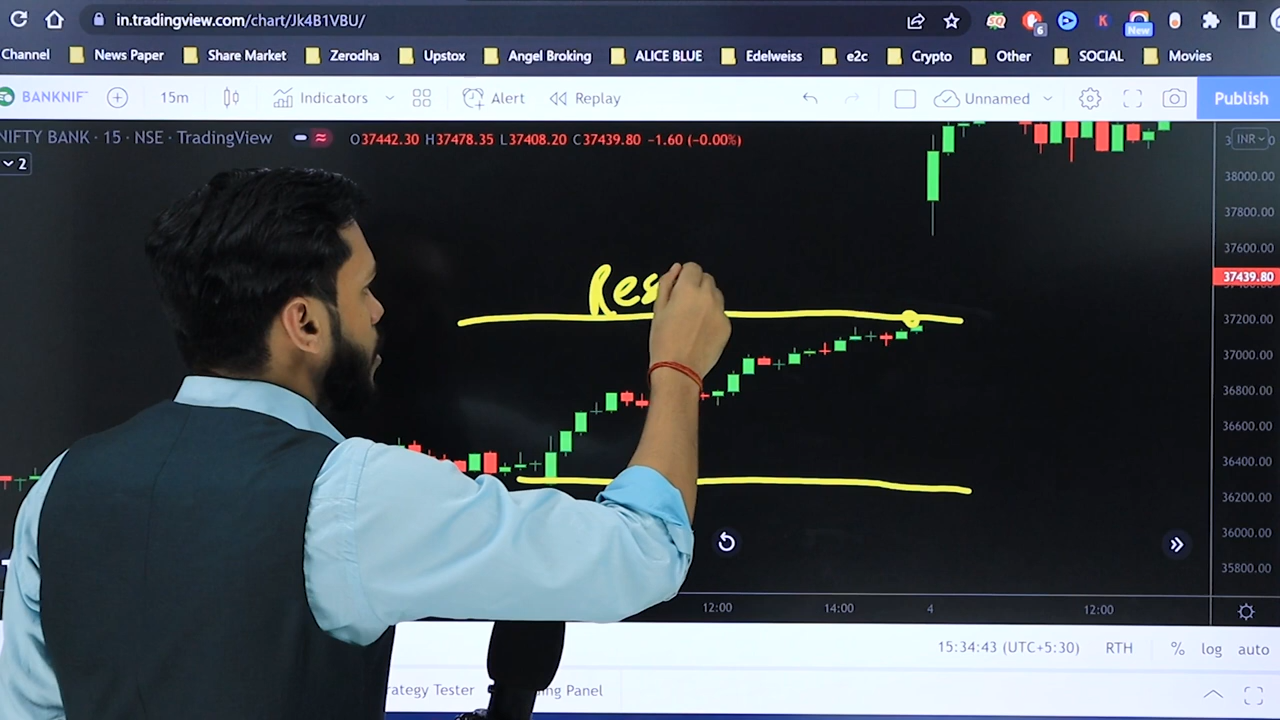 in.tradingview.com/chart/Jk4B1VBU/
SQ 6 K New
Channel News Paper Share Market Zerodha Upstox Angel Broking ALICE BLUE Edelweiss e2c Crypto Other SOCIAL Movies
BANKNIF 15m Indicators Alert Replay Unnamed Publish
NIFTY BANK · 15 · NSE · TradingView O37442.30 H37478.35 L37408.20 C37439.80 −1.60 (−0.00%) INR
2
38000.00
37800.00
37600.00
37439.80
Res
37200.00
37000.00
36800.00
36600.00
36400.00
36200.00
36000.00
35800.00
12:00 14:00 4 12:00
15:34:43 (UTC+5:30) RTH % log auto
rategy Tester ing Panel